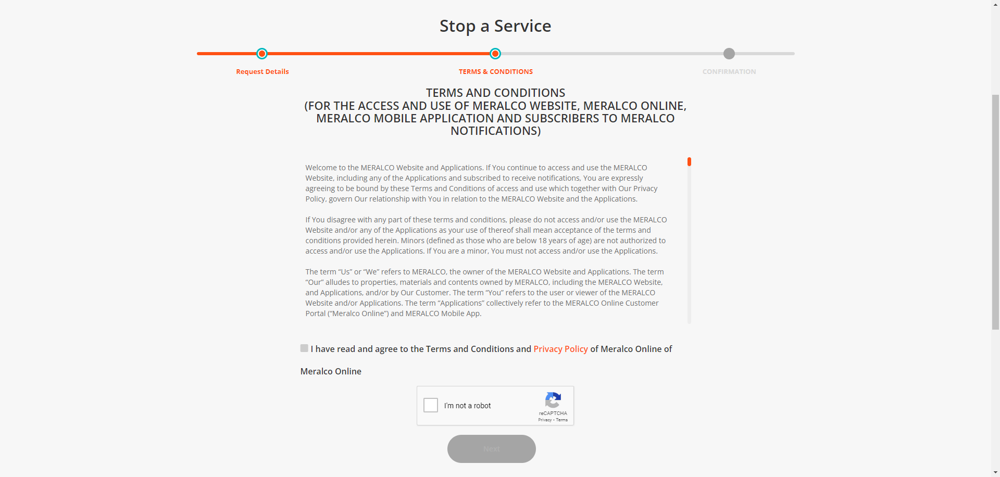 Stop a Service
Request Details
TERMS & CONDITIONS
CONFIRMATION
TERMS AND CONDITIONS
(FOR THE ACCESS AND USE OF MERALCO WEBSITE, MERALCO ONLINE,
MERALCO MOBILE APPLICATION AND SUBSCRIBERS TO MERALCO
NOTIFICATIONS)
Welcome to the MERALCO Website and Applications. If You continue to access and use the MERALCO
Website, including any of the Applications and subscribed to receive notifications, You are expressly
agreeing to be bound by these Terms and Conditions of access and use which together with Our Privacy
Policy, govern Our relationship with You in relation to the MERALCO Website and the Applications.
If You disagree with any part of these terms and conditions, please do not access and/or use the MERALCO
Website and/or any of the Applications as your use of thereof shall mean acceptance of the terms and
conditions provided herein. Minors (defined as those who are below 18 years of age) are not authorized to
access and/or use the Applications. If You are a minor, You must not access and/or use the Applications.
The term “Us” or “We” refers to MERALCO, the owner of the MERALCO Website and Applications. The term
“Our” alludes to properties, materials and contents owned by MERALCO, including the MERALCO Website,
and Applications, and/or by Our Customer. The term “You” refers to the user or viewer of the MERALCO
Website and/or Applications. The term “Applications” collectively refer to the MERALCO Online Customer
Portal (“Meralco Online”) and MERALCO Mobile App.
I have read and agree to the Terms and Conditions and Privacy Policy of Meralco Online of
Meralco Online
I'm not a robot
reCAPTCHA
Privacy - Terms
Next